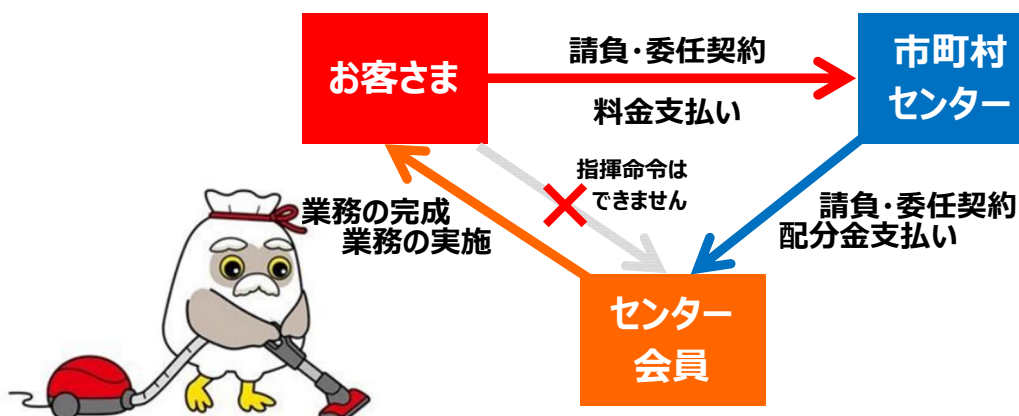 お客さま
請負・委任契約
料金支払い
市町村
センター
指揮命令は
できません
業務の完成
業務の実施
請負・委任契約
配分金支払い
センター
会員